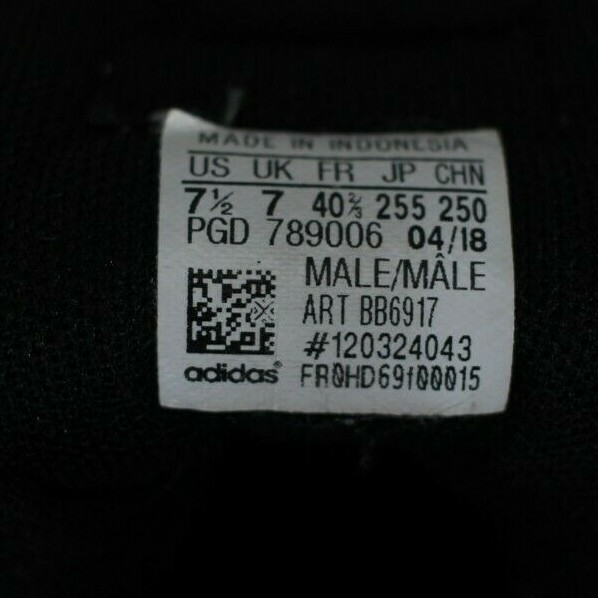 MADE IN INDONESIA
US UK FR JP CHN
7½ 7 40⅔ 255 250
PGD 789006 04/18
MALE/MÂLE
ART BB6917
#120324043
adidas FR0HD69f00015